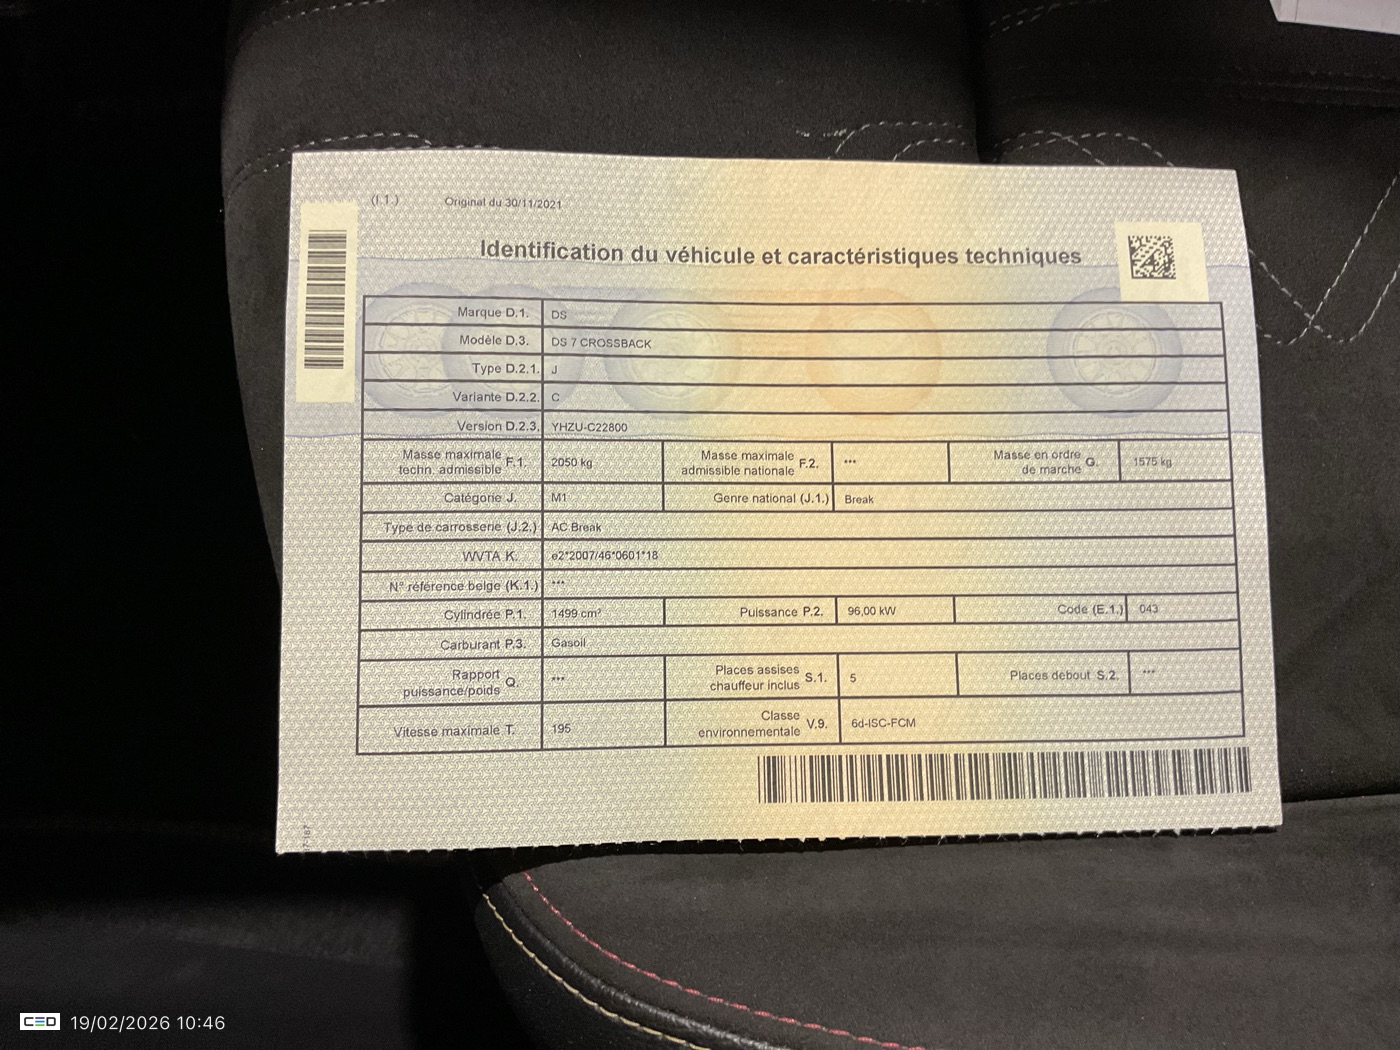 (I.1.) Original du 30/11/2021
Identification du véhicule et caractéristiques techniques
Marque D.1. DS
Modèle D.3. DS 7 CROSSBACK
Type D.2.1. J
Variante D.2.2. C
Version D.2.3. YHZU-C22800
Masse maximale techn. admissible F.1. 2050 kg Masse maximale admissible nationale F.2. *** Masse en ordre de marche G. 1575 kg
Catégorie J. M1 Genre national (J.1.) Break
Type de carrosserie (J.2.) AC Break
WVTA K. e2*2007/46*0601*18
N° référence belge (K.1.) ***
Cylindrée P.1. 1499 cm³ Puissance P.2. 96,00 kW Code (E.1.) 043
Carburant P.3. Gasoil
Rapport puissance/poids Q. *** Places assises chauffeur inclus S.1. 5 Places debout S.2. ***
Vitesse maximale T. 195 Classe environnementale V.9. 6d-ISC-FCM
CED 19/02/2026 10:46